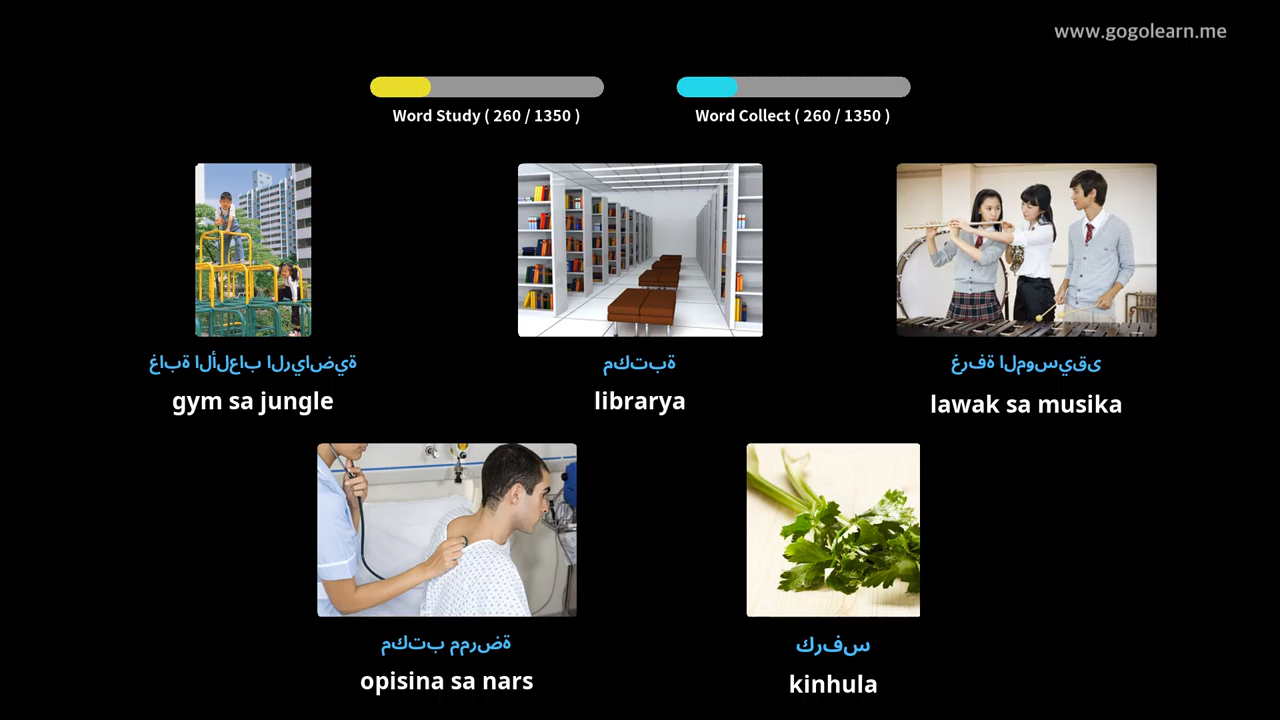 www.gogolearn.me
Word Study ( 260 / 1350 )
Word Collect ( 260 / 1350 )
غابة الألعاب الرياضية
gym sa jungle
مكتبة
librarya
غرفة الموسيقى
lawak sa musika
مكتب ممرضة
opisina sa nars
كرفس
kinhula